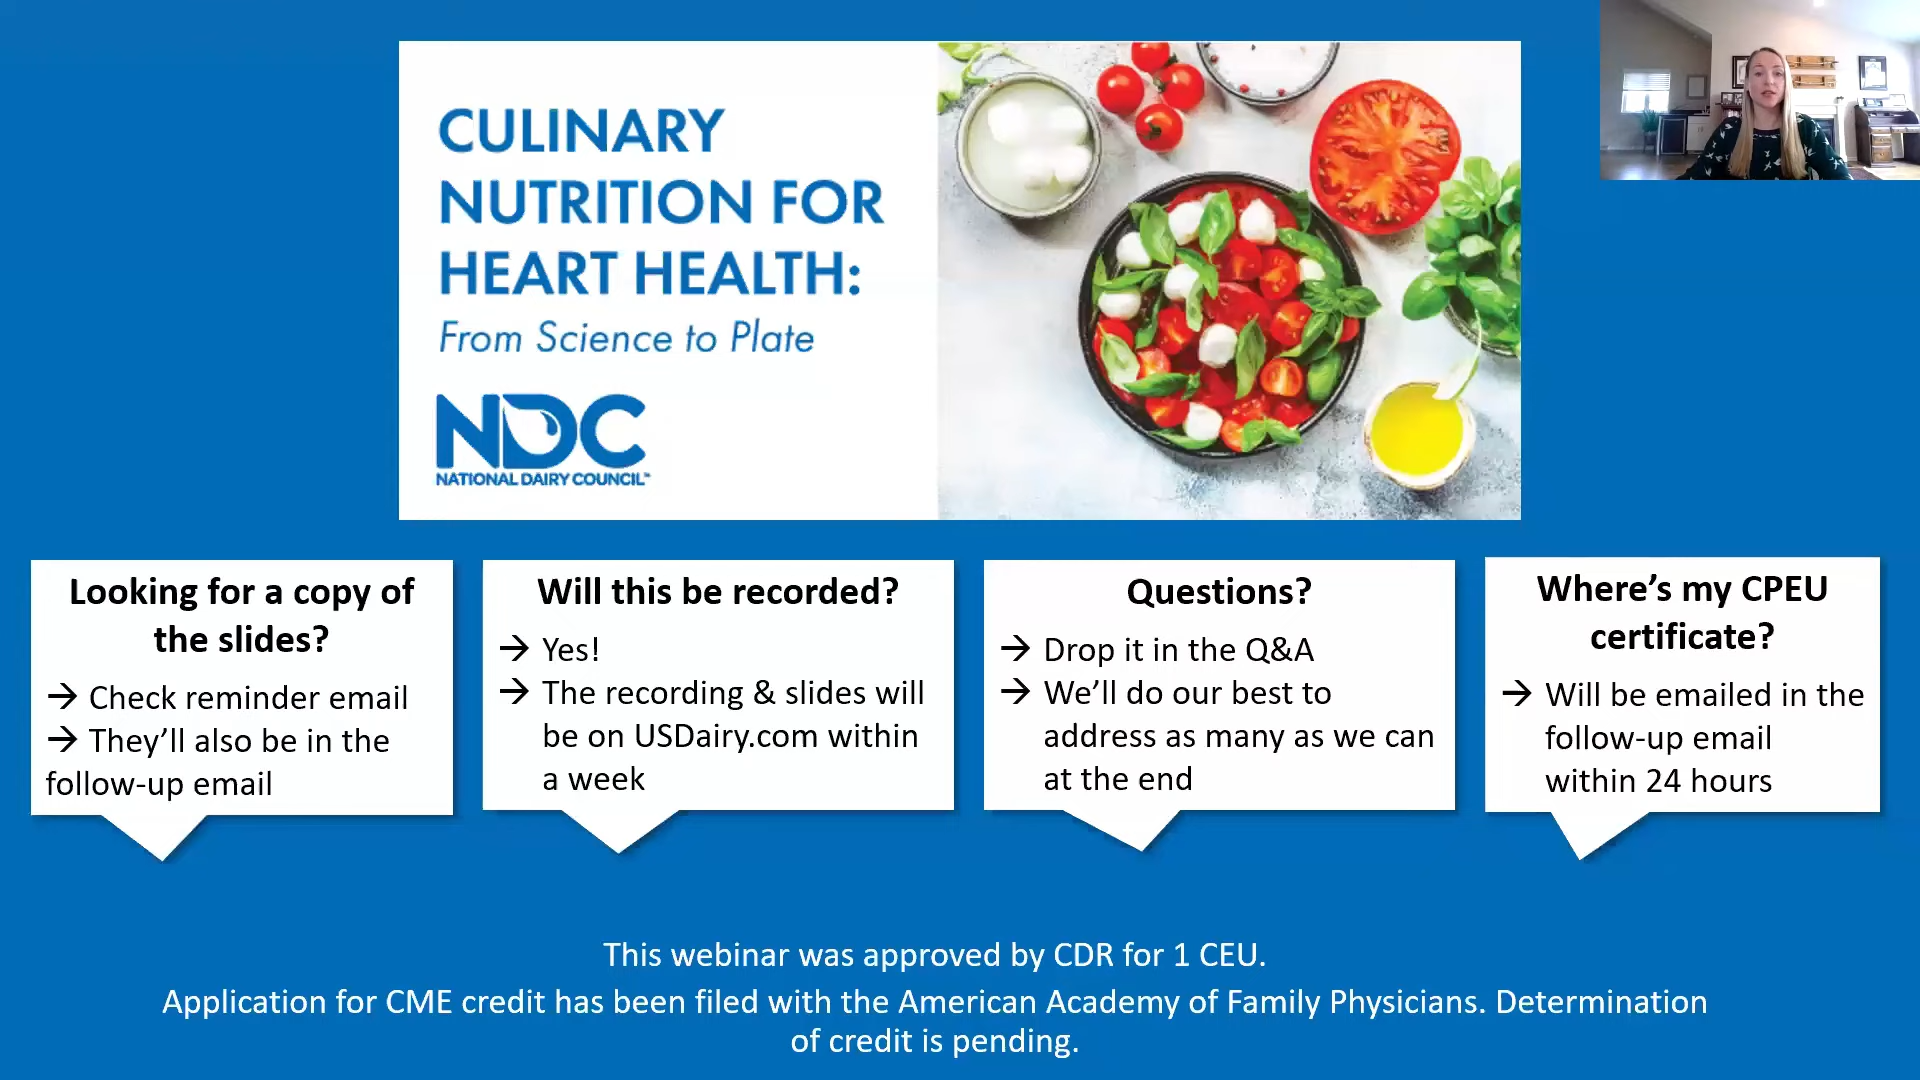 CULINARY
NUTRITION FOR
HEART HEALTH:
From Science to Plate
NDC
NATIONAL DAIRY COUNCIL™
Looking for a copy of
the slides?
→ Check reminder email
→ They’ll also be in the
follow-up email
Will this be recorded?
→ Yes!
→ The recording & slides will
be on USDairy.com within
a week
Questions?
→ Drop it in the Q&A
→ We’ll do our best to
address as many as we can
at the end
Where’s my CPEU
certificate?
→ Will be emailed in the
follow-up email
within 24 hours
This webinar was approved by CDR for 1 CEU.
Application for CME credit has been filed with the American Academy of Family Physicians. Determination
of credit is pending.